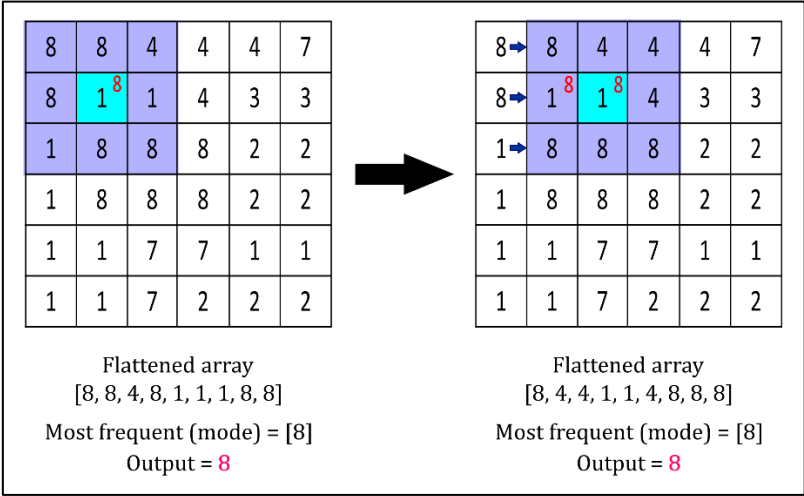 8 8 4 4 4 7
8 1 8 1 4 3 3
1 8 8 8 2 2
1 8 8 8 2 2
1 1 7 7 1 1
1 1 7 2 2 2
Flattened array
[8, 8, 4, 8, 1, 1, 1, 8, 8]
Most frequent (mode) = [8]
Output = 8
8 8 4 4 4 7
8 1 8 1 8 4 3 3
1 8 8 8 2 2
1 8 8 8 2 2
1 1 7 7 1 1
1 1 7 2 2 2
Flattened array
[8, 4, 4, 1, 1, 4, 8, 8, 8]
Most frequent (mode) = [8]
Output = 8